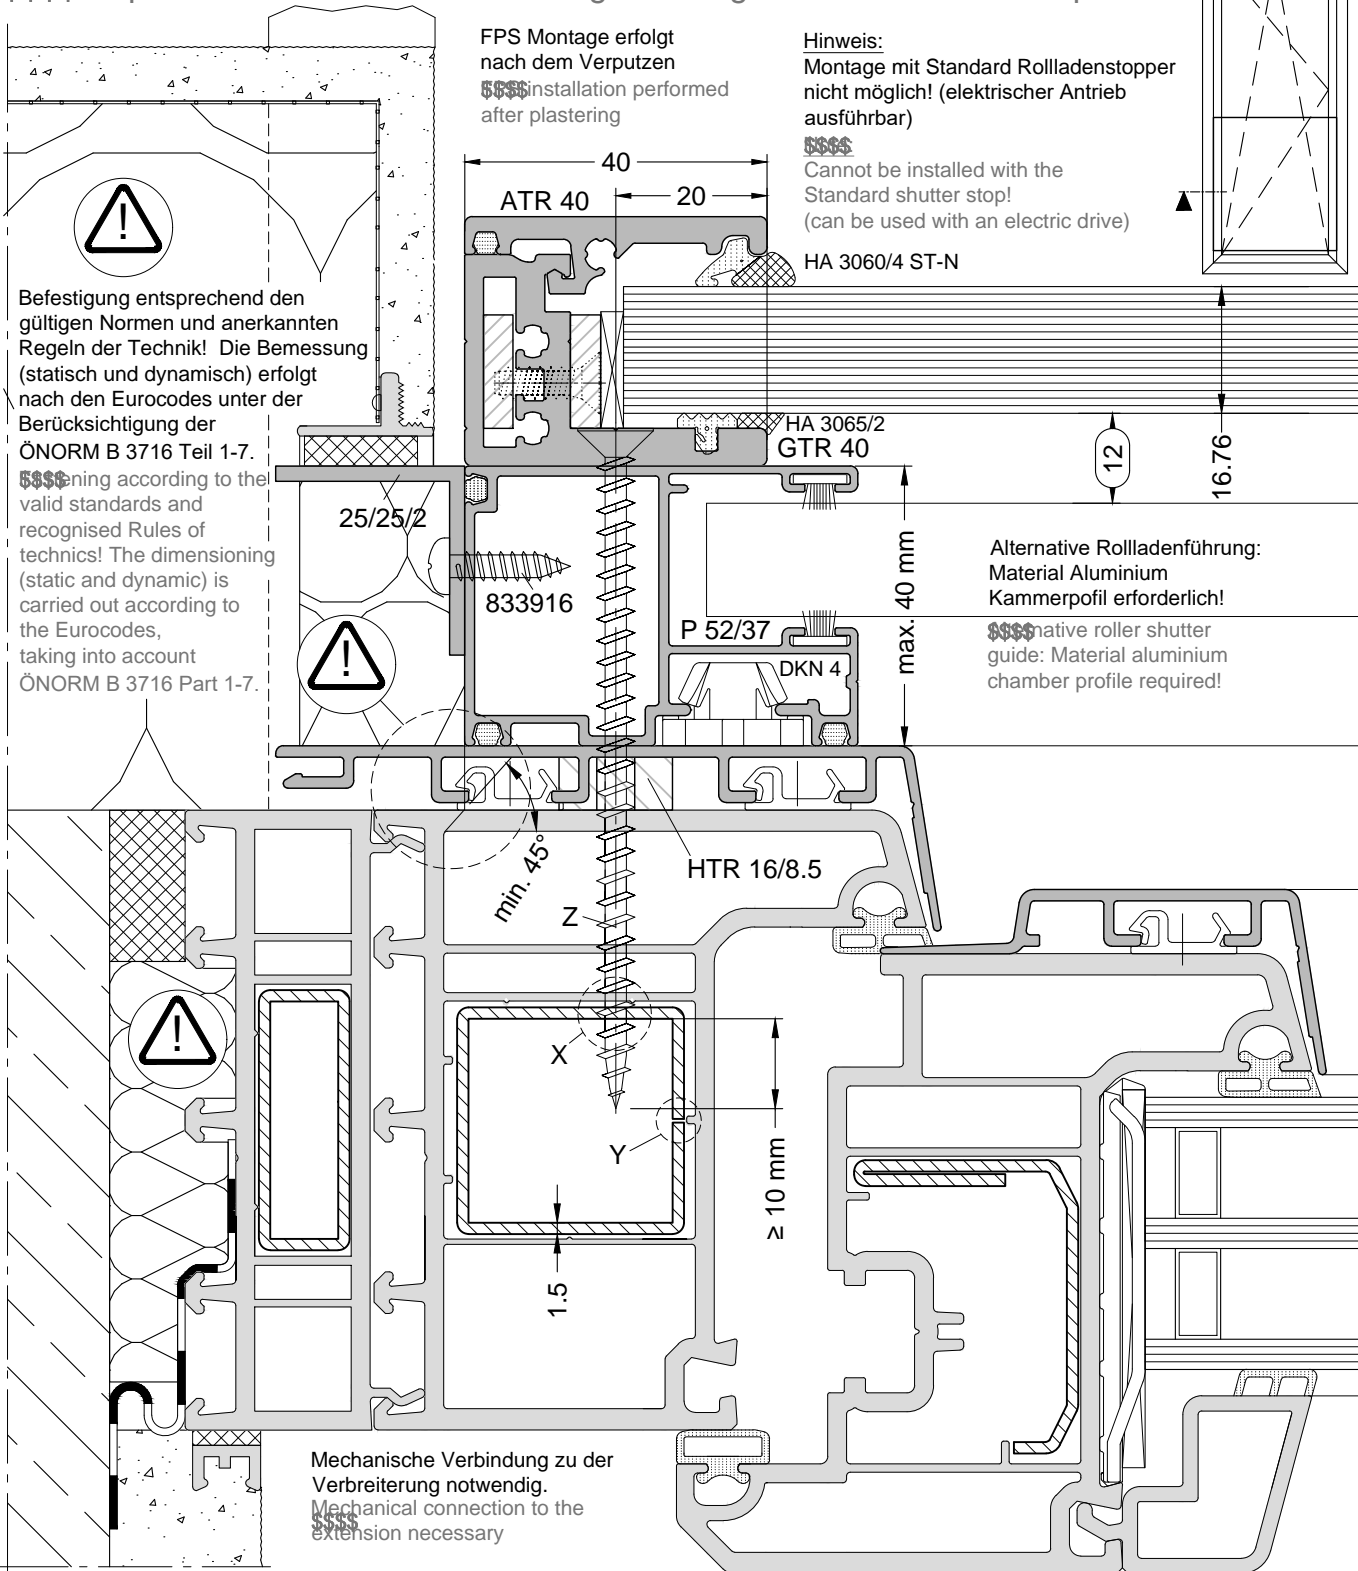 FPS Montage erfolgt
nach dem Verputzen
$$$$ installation performed
after plastering
Hinweis:
Montage mit Standard Rollladenstopper
nicht möglich! (elektrischer Antrieb
ausführbar)
$$$$
Cannot be installed with the
Standard shutter stop!
(can be used with an electric drive)
40
20
ATR 40
HA 3060/4 ST-N
Befestigung entsprechend den
gültigen Normen und anerkannten
Regeln der Technik! Die Bemessung
(statisch und dynamisch) erfolgt
nach den Eurocodes unter der
Berücksichtigung der
ÖNORM B 3716 Teil 1-7.
$$$$ening according to the
valid standards and
recognised Rules of
technics! The dimensioning
(static and dynamic) is
carried out according to
the Eurocodes,
taking into account
ÖNORM B 3716 Part 1-7.
HA 3065/2
GTR 40
12
16.76
25/25/2
833916
P 52/37
DKN 4
max. 40 mm
Alternative Rollladenführung:
Material Aluminium
Kammerpofil erforderlich!
$$$$native roller shutter
guide: Material aluminium
chamber profile required!
min. 45°
HTR 16/8.5
Z
X
Y
≥ 10 mm
1.5
Mechanische Verbindung zu der
Verbreiterung notwendig.
Mechanical connection to the
$$$$
extension necessary